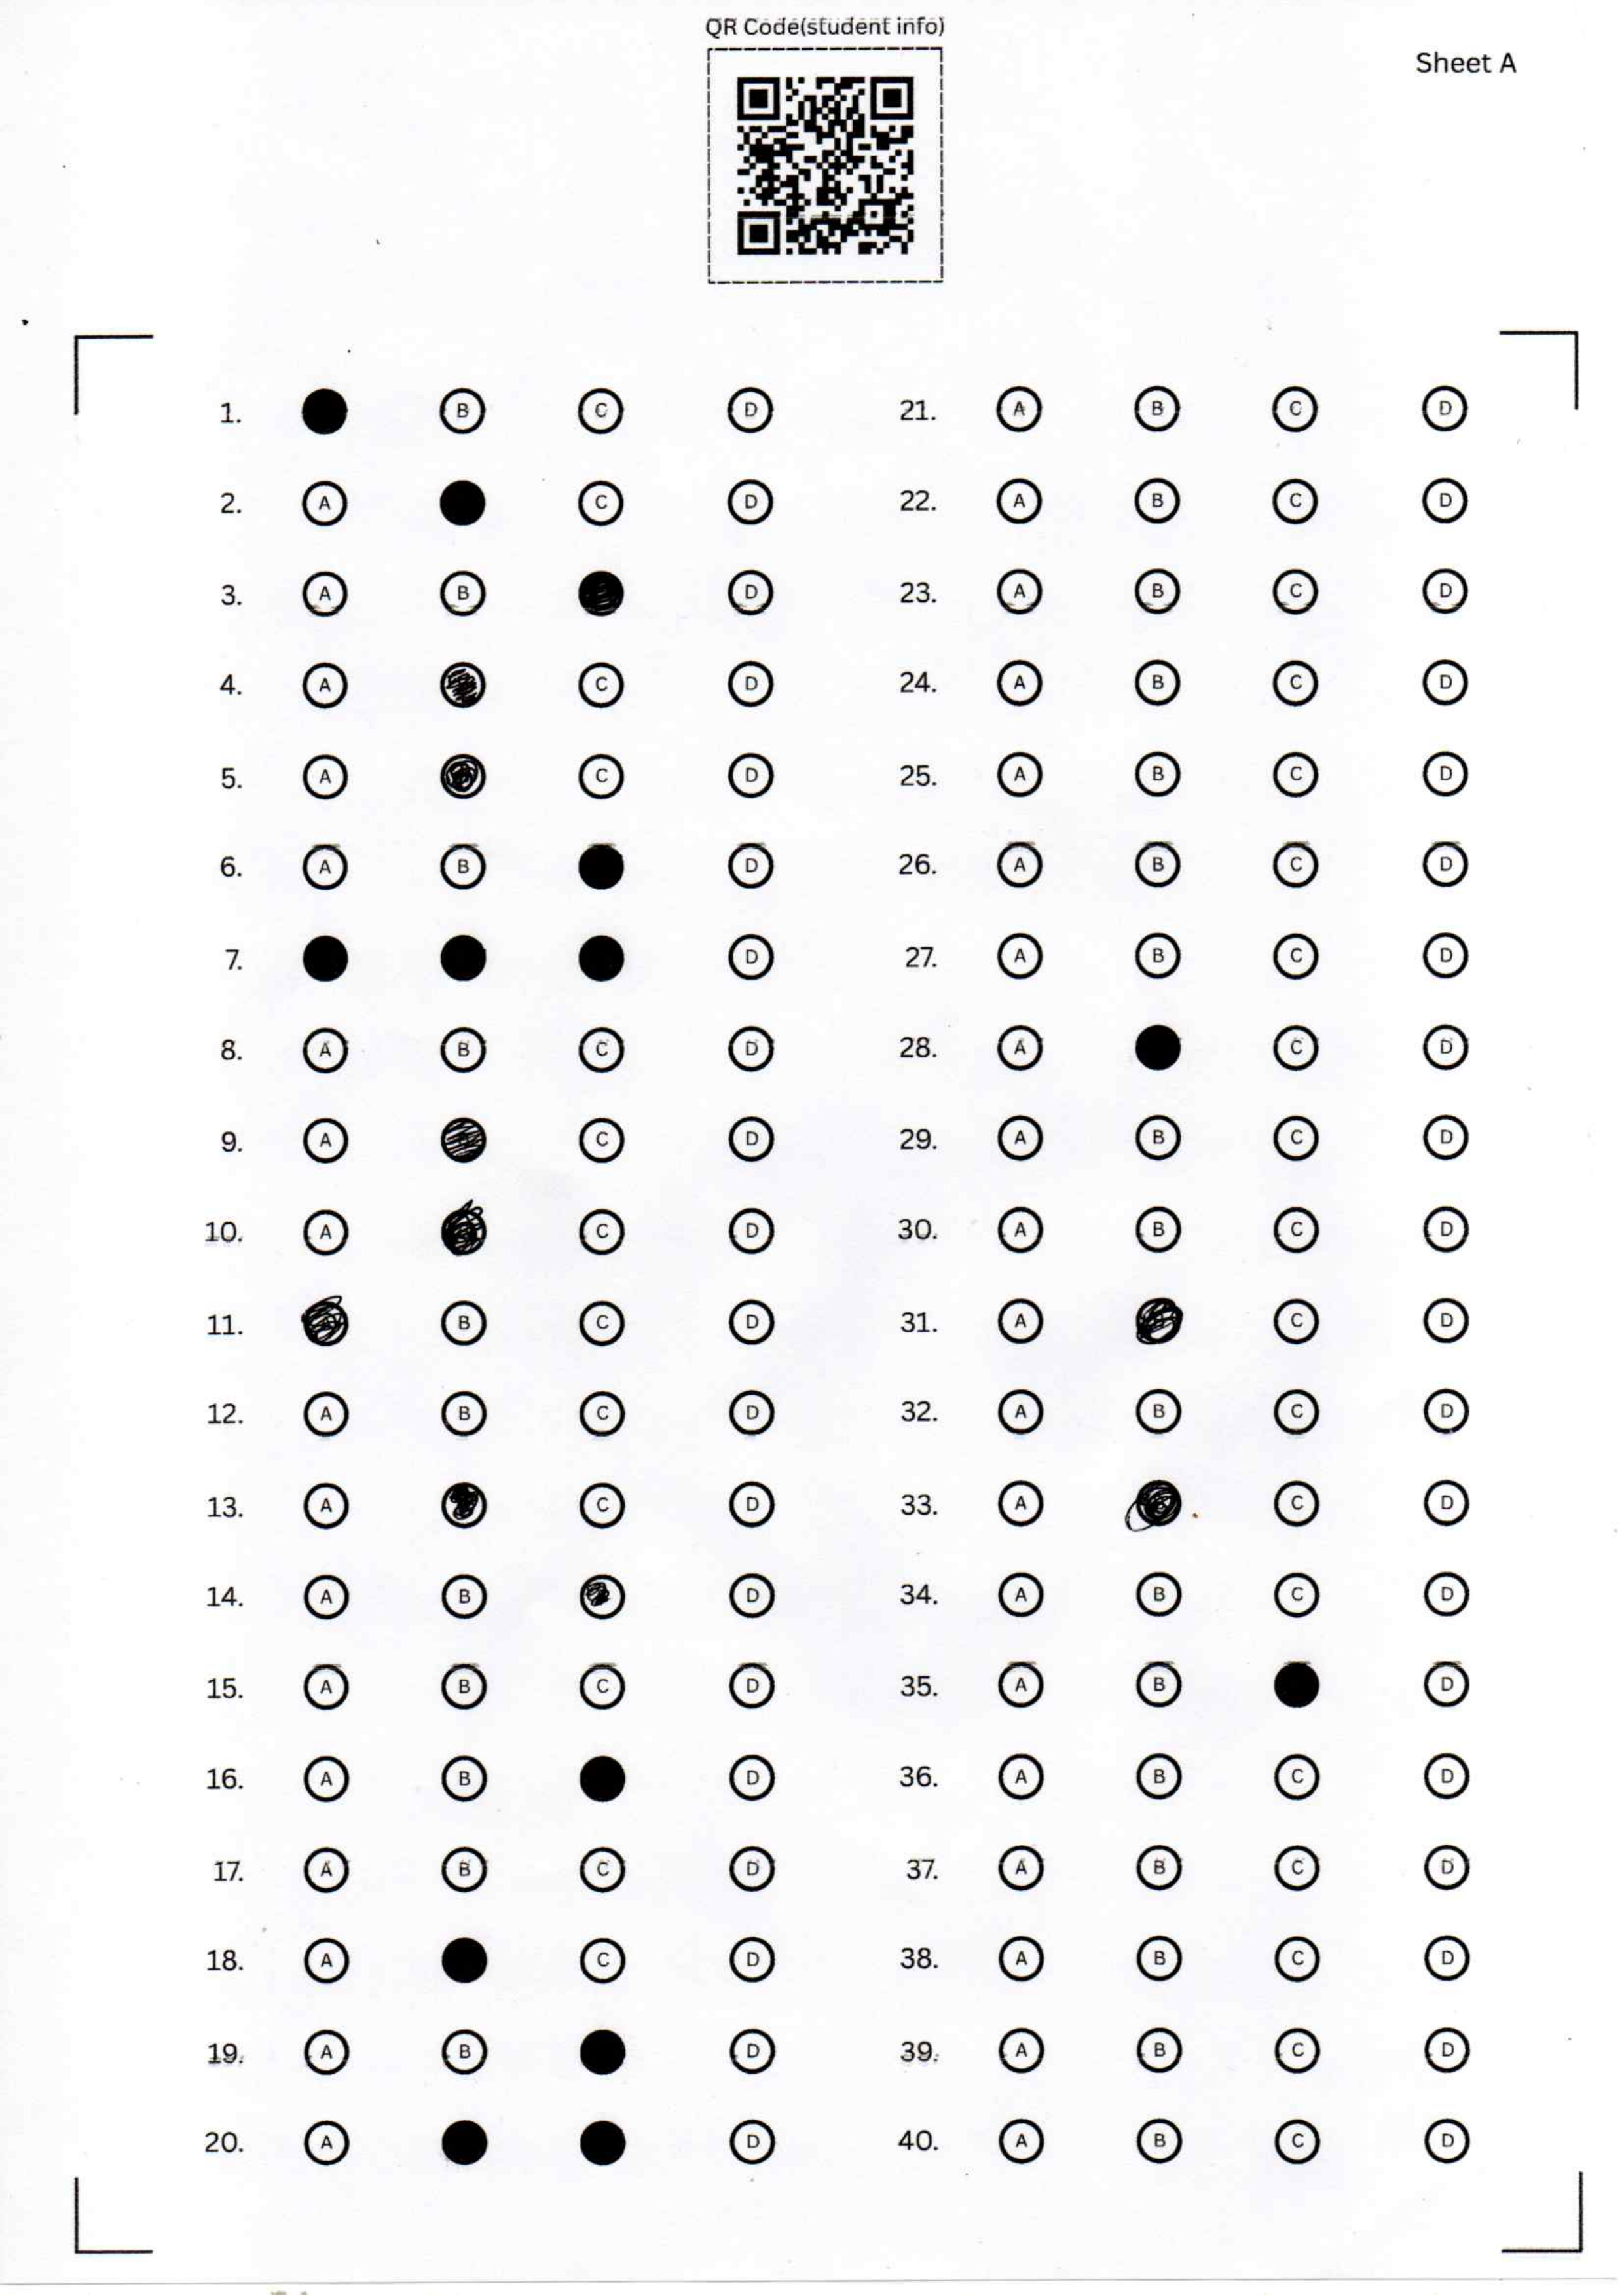 QR Code(student info)
Sheet A
1. B C D 21. A B C D
2. A C D 22. A B C D
3. A B D 23. A B C D
4. A C D 24. A B C D
5. A C D 25. A B C D
6. A B D 26. A B C D
7. D 27. A B C D
8. A B C D 28. A C D
9. A C D 29. A B C D
10. A C D 30. A B C D
11. B C D 31. A C D
12. A B C D 32. A B C D
13. A C D 33. A C D
14. A B D 34. A B C D
15. A B C D 35. A B D
16. A B D 36. A B C D
17. A B C D 37. A B C D
18. A C D 38. A B C D
19. A B D 39. A B C D
20. A D 40. A B C D